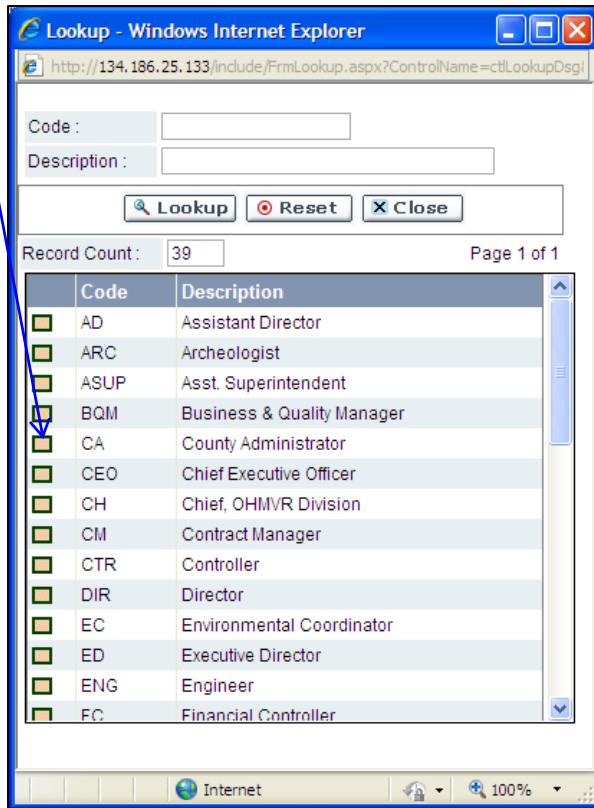 Lookup - Windows Internet Explorer
http://134.186.25.133/include/FrmLookup.aspx?ControlName=ctlLookupDsg
Code :
Description :
Lookup Reset Close
Record Count : 39 Page 1 of 1
Code Description
AD Assistant Director
ARC Archeologist
ASUP Asst. Superintendent
BQM Business & Quality Manager
CA County Administrator
CEO Chief Executive Officer
CH Chief, OHMVR Division
CM Contract Manager
CTR Controller
DIR Director
EC Environmental Coordinator
ED Executive Director
ENG Engineer
FC Financial Controller
Internet 100%